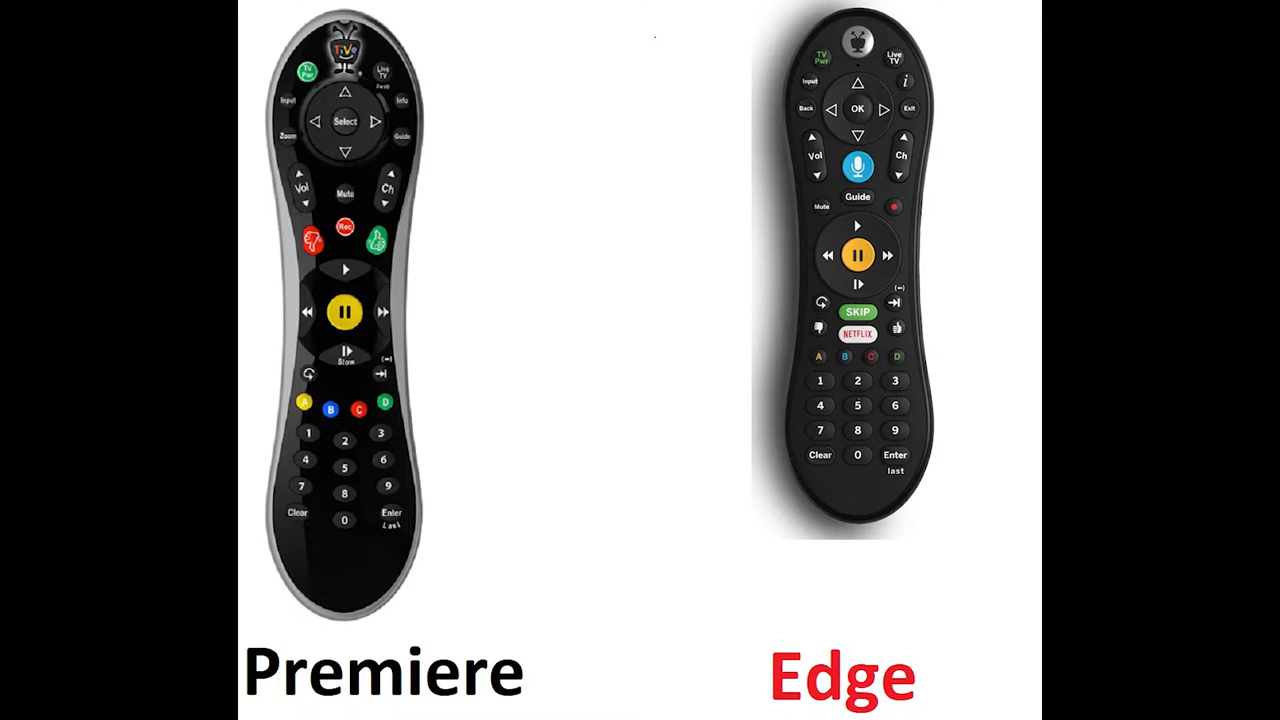 TiVo
TV
Pwr
Live
TV
Input
Info
Select
Zoom
Guide
Vol
Mute
Ch
Rec
Slow
(–)
A
B
C
D
1
2
3
4
5
6
7
8
9
Clear
0
Enter
Last
Premiere
TV
Pwr
Live
TV
Input
i
Back
OK
Exit
Vol
Ch
Guide
Mute
(–)
SKIP
NETFLIX
A B C D
1 2 3
4 5 6
7 8 9
Clear 0 Enter
last
Edge